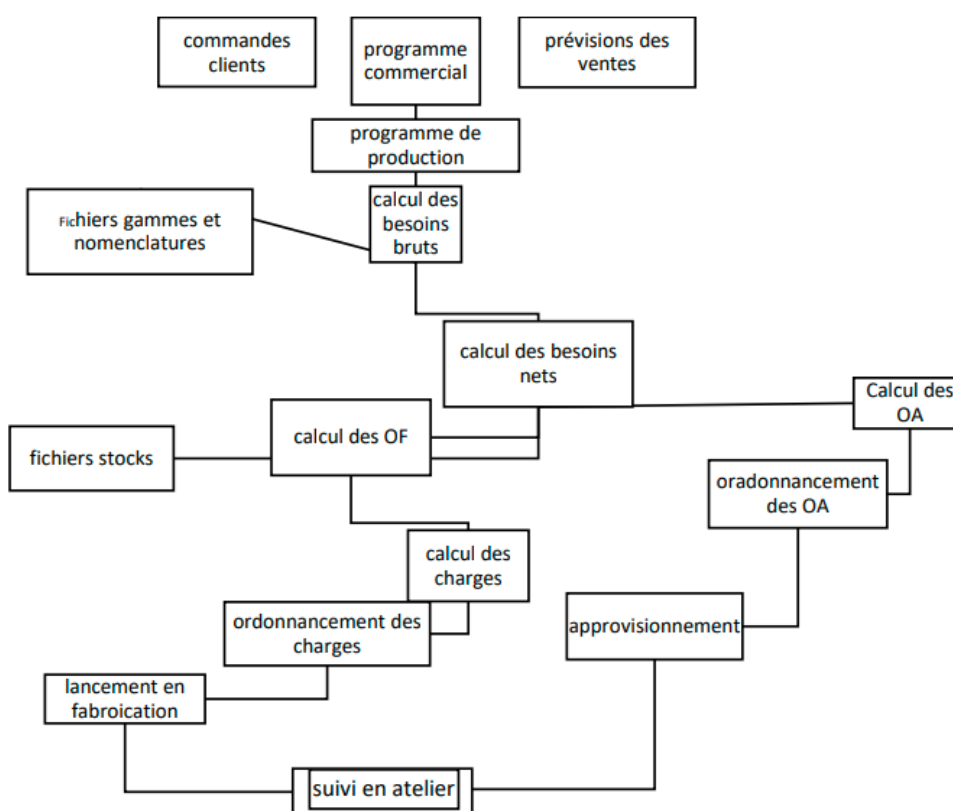 commandes
clients
programme
commercial
prévisions des
ventes
programme de
production
calcul des
besoins
bruts
Fichiers gammes et
nomenclatures
calcul des besoins
nets
Calcul des
OA
calcul des OF
fichiers stocks
oradonnancement
des OA
calcul des
charges
ordonnancement des
charges
approvisionnement
lancement en
fabroication
suivi en atelier